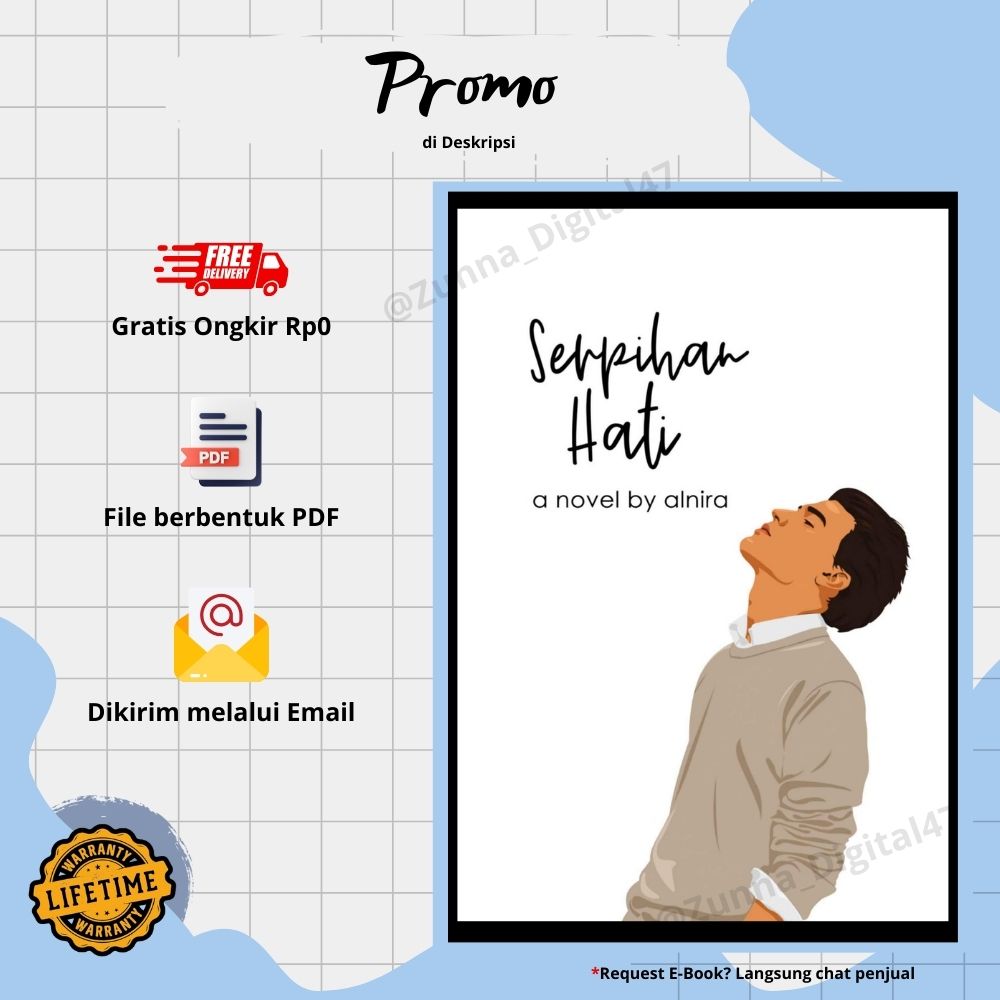 Promo
di Deskripsi
FREE
DELIVERY
Gratis Ongkir Rp0
PDF
File berbentuk PDF
@
Dikirim melalui Email
WARRANTY
LIFETIME
WARRANTY
@Zunna_Digital47
Serpihan
Hati
a novel by alnira
@Zunna_Digital47
*Request E-Book? Langsung chat penjual